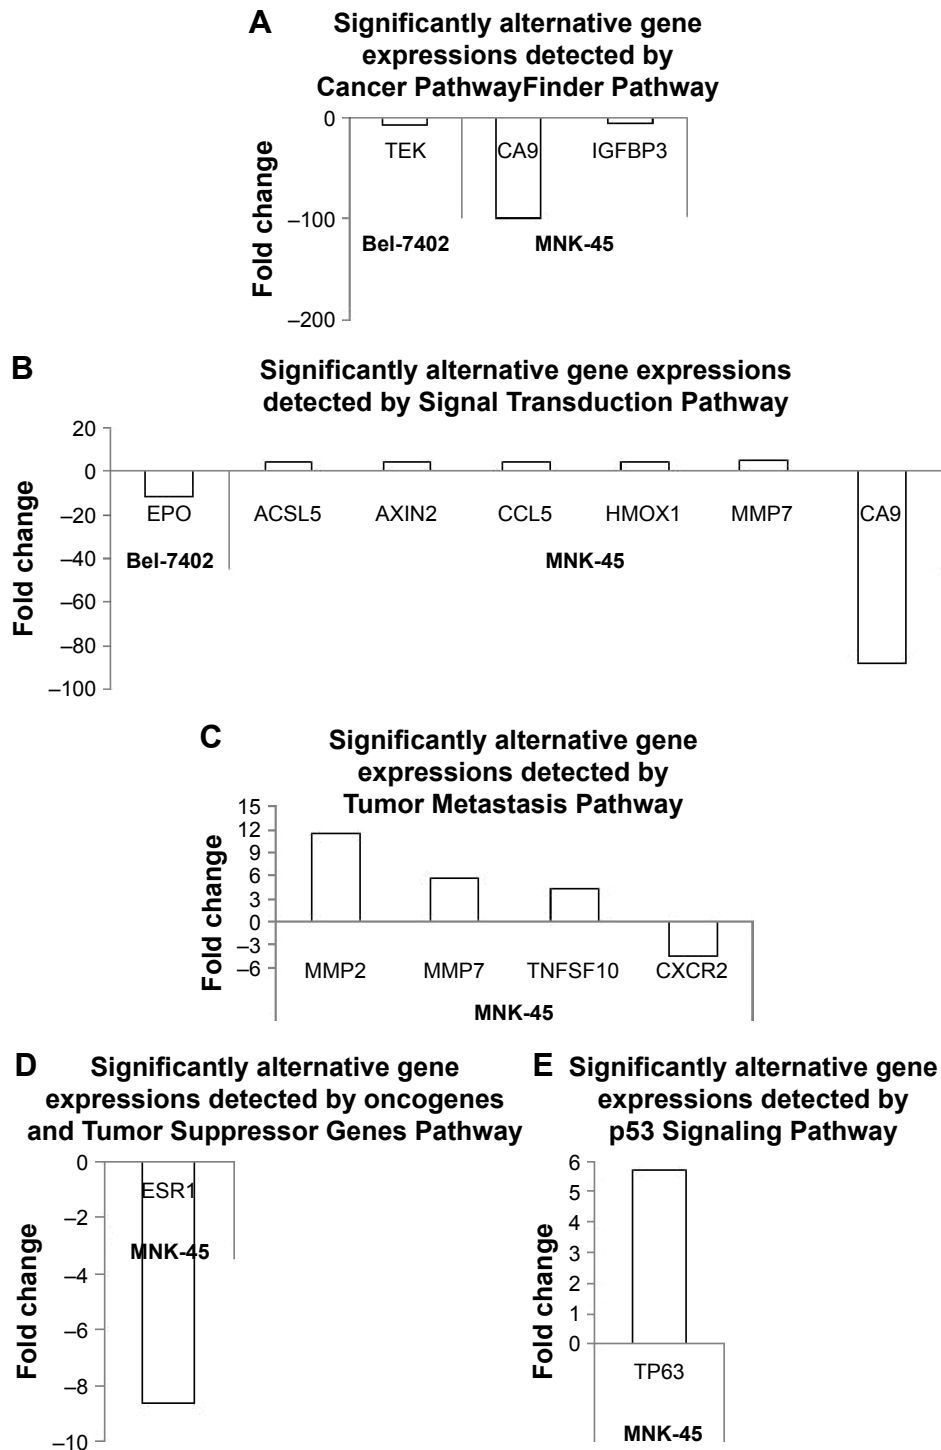 A
Significantly alternative gene
expressions detected by
Cancer PathwayFinder Pathway
Fold change
0
–100
–200
TEK
CA9
IGFBP3
Bel-7402
MNK-45
B
Significantly alternative gene expressions
detected by Signal Transduction Pathway
Fold change
20
0
–20
–40
–60
–80
–100
EPO
ACSL5
AXIN2
CCL5
HMOX1
MMP7
CA9
Bel-7402
MNK-45
C
Significantly alternative gene
expressions detected by
Tumor Metastasis Pathway
Fold change
15
12
9
6
3
0
–3
–6
MMP2
MMP7
TNFSF10
CXCR2
MNK-45
D
Significantly alternative gene
expressions detected by oncogenes
and Tumor Suppressor Genes Pathway
Fold change
0
–2
–4
–6
–8
–10
ESR1
MNK-45
E
Significantly alternative gene
expressions detected by
p53 Signaling Pathway
Fold change
6
5
4
3
2
1
0
TP63
MNK-45